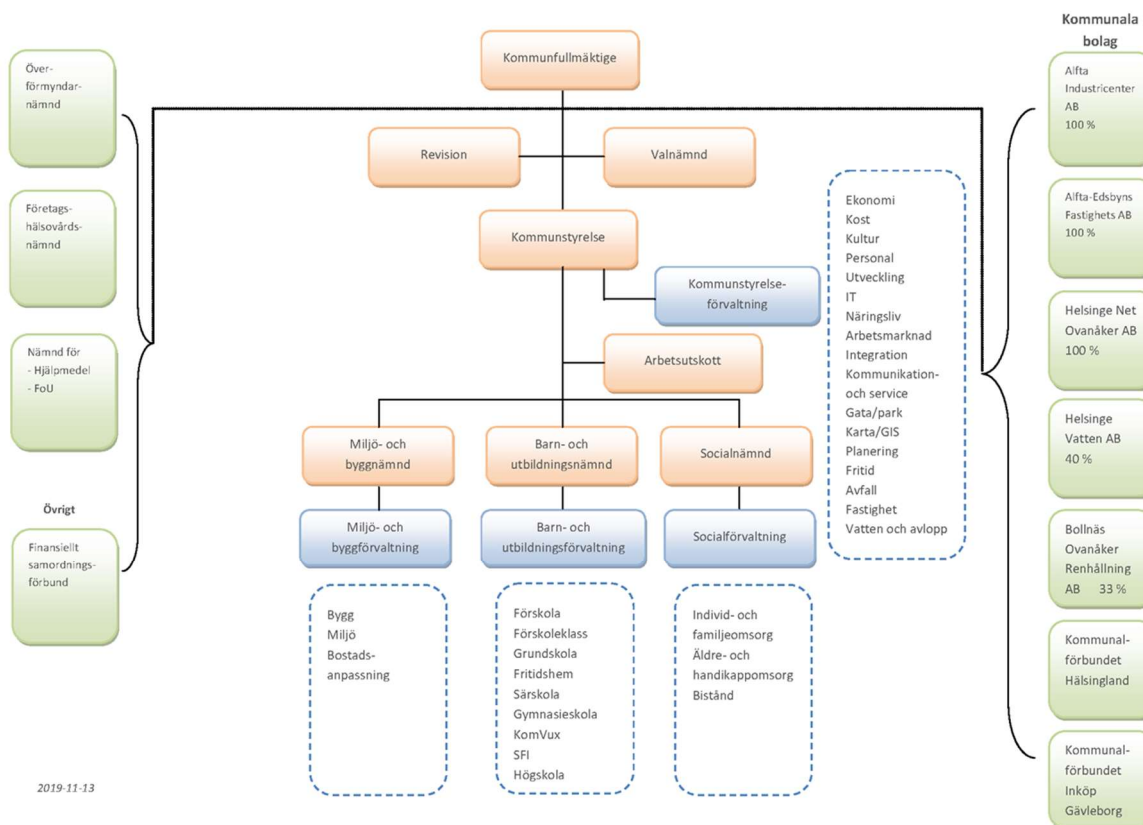 Kommunfullmäktige
Revision
Valnämnd
Kommunstyrelse
Kommunstyrelse-
förvaltning
Arbetsutskott
Miljö- och
byggnämnd
Barn- och
utbildningsnämnd
Socialnämnd
Miljö- och
byggförvaltning
Barn- och
utbildningsförvaltning
Socialförvaltning
Bygg
Miljö
Bostads-
anpassning
Förskola
Förskoleklass
Grundskola
Fritidshem
Särskola
Gymnasieskola
KomVux
SFI
Högskola
Individ- och
familjeomsorg
Äldre- och
handikappomsorg
Bistånd
Ekonomi
Kost
Kultur
Personal
Utveckling
IT
Näringsliv
Arbetsmarknad
Integration
Kommunikation-
och service
Gata/park
Karta/GIS
Planering
Fritid
Avfall
Fastighet
Vatten och avlopp
Över-
förmyndar-
nämnd
Företags-
hälsovårds-
nämnd
Nämnd för
- Hjälpmedel
- FoU
Övrigt
Finansiellt
samordnings-
förbund
Kommunala
bolag
Alfta
Industricenter
AB
100 %
Alfta-Edsbyns
Fastighets AB
100 %
Helsinge Net
Ovanåker AB
100 %
Helsinge
Vatten AB
40 %
Bollnäs
Ovanåker
Renhållning
AB 33 %
Kommunal-
förbundet
Hälsingland
Kommunal-
förbundet
Inköp
Gävleborg
2019-11-13